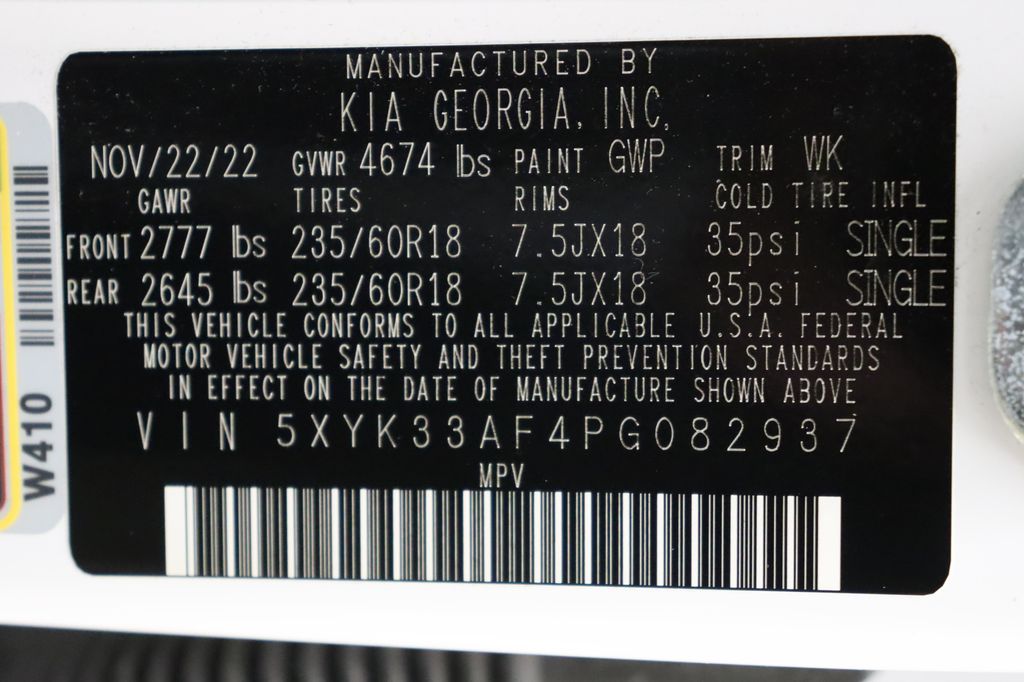 MANUFACTURED BY
KIA GEORGIA, INC.
NOV/22/22 GVWR 4674 lbs PAINT GWP TRIM WK
GAWR TIRES RIMS COLD TIRE INFL
FRONT 2777 lbs 235/60R18 7.5JX18 35psi SINGLE
REAR 2645 lbs 235/60R18 7.5JX18 35psi SINGLE
THIS VEHICLE CONFORMS TO ALL APPLICABLE U.S.A. FEDERAL
MOTOR VEHICLE SAFETY AND THEFT PREVENTION STANDARDS
IN EFFECT ON THE DATE OF MANUFACTURE SHOWN ABOVE
VIN 5XYK33AF4PG082937
MPV
W410